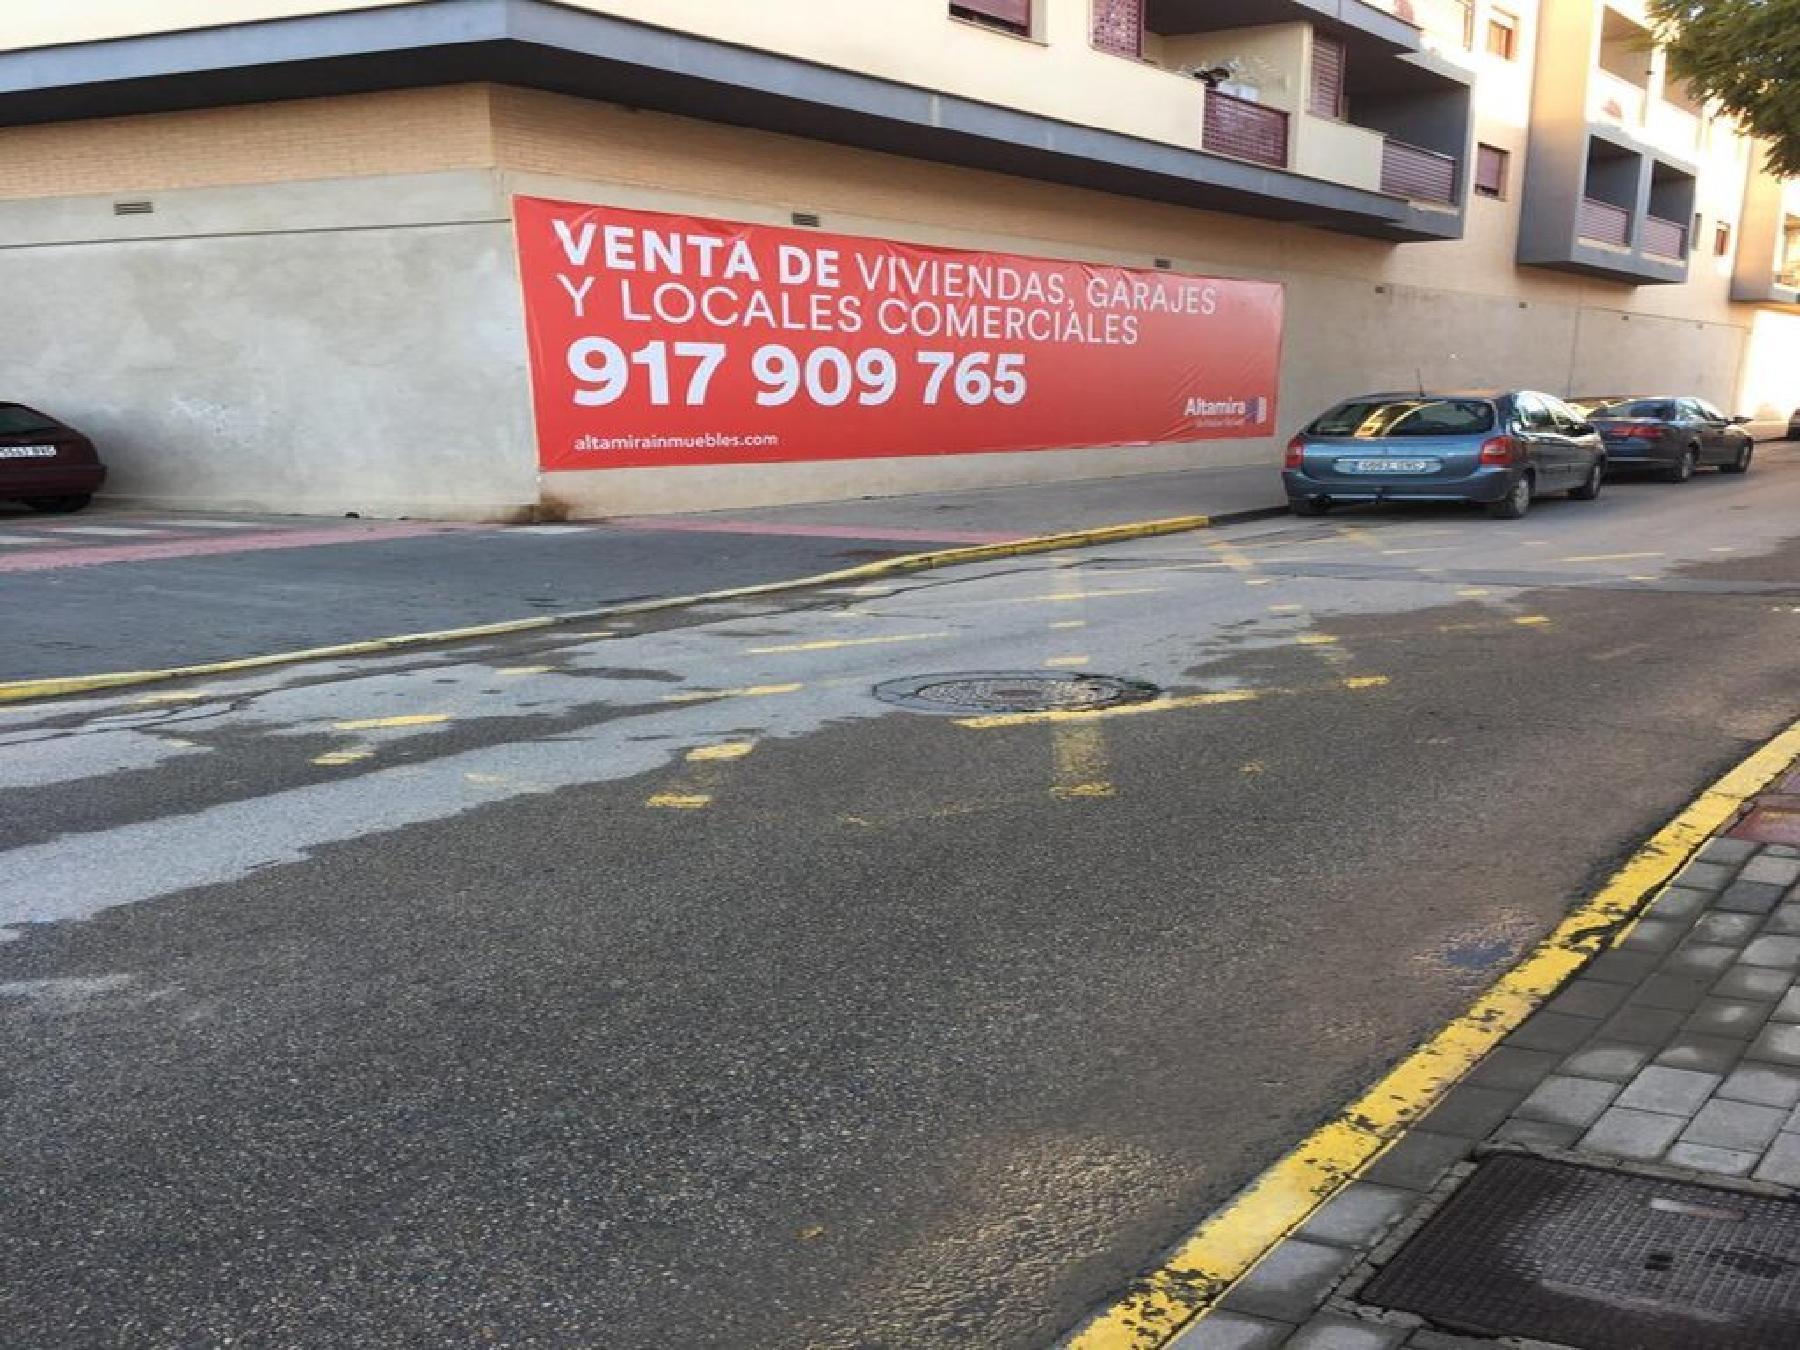 VENTA DE VIVIENDAS, GARAJES
Y LOCALES COMERCIALES
917 909 765
Altamira
altamirainmuebles.com